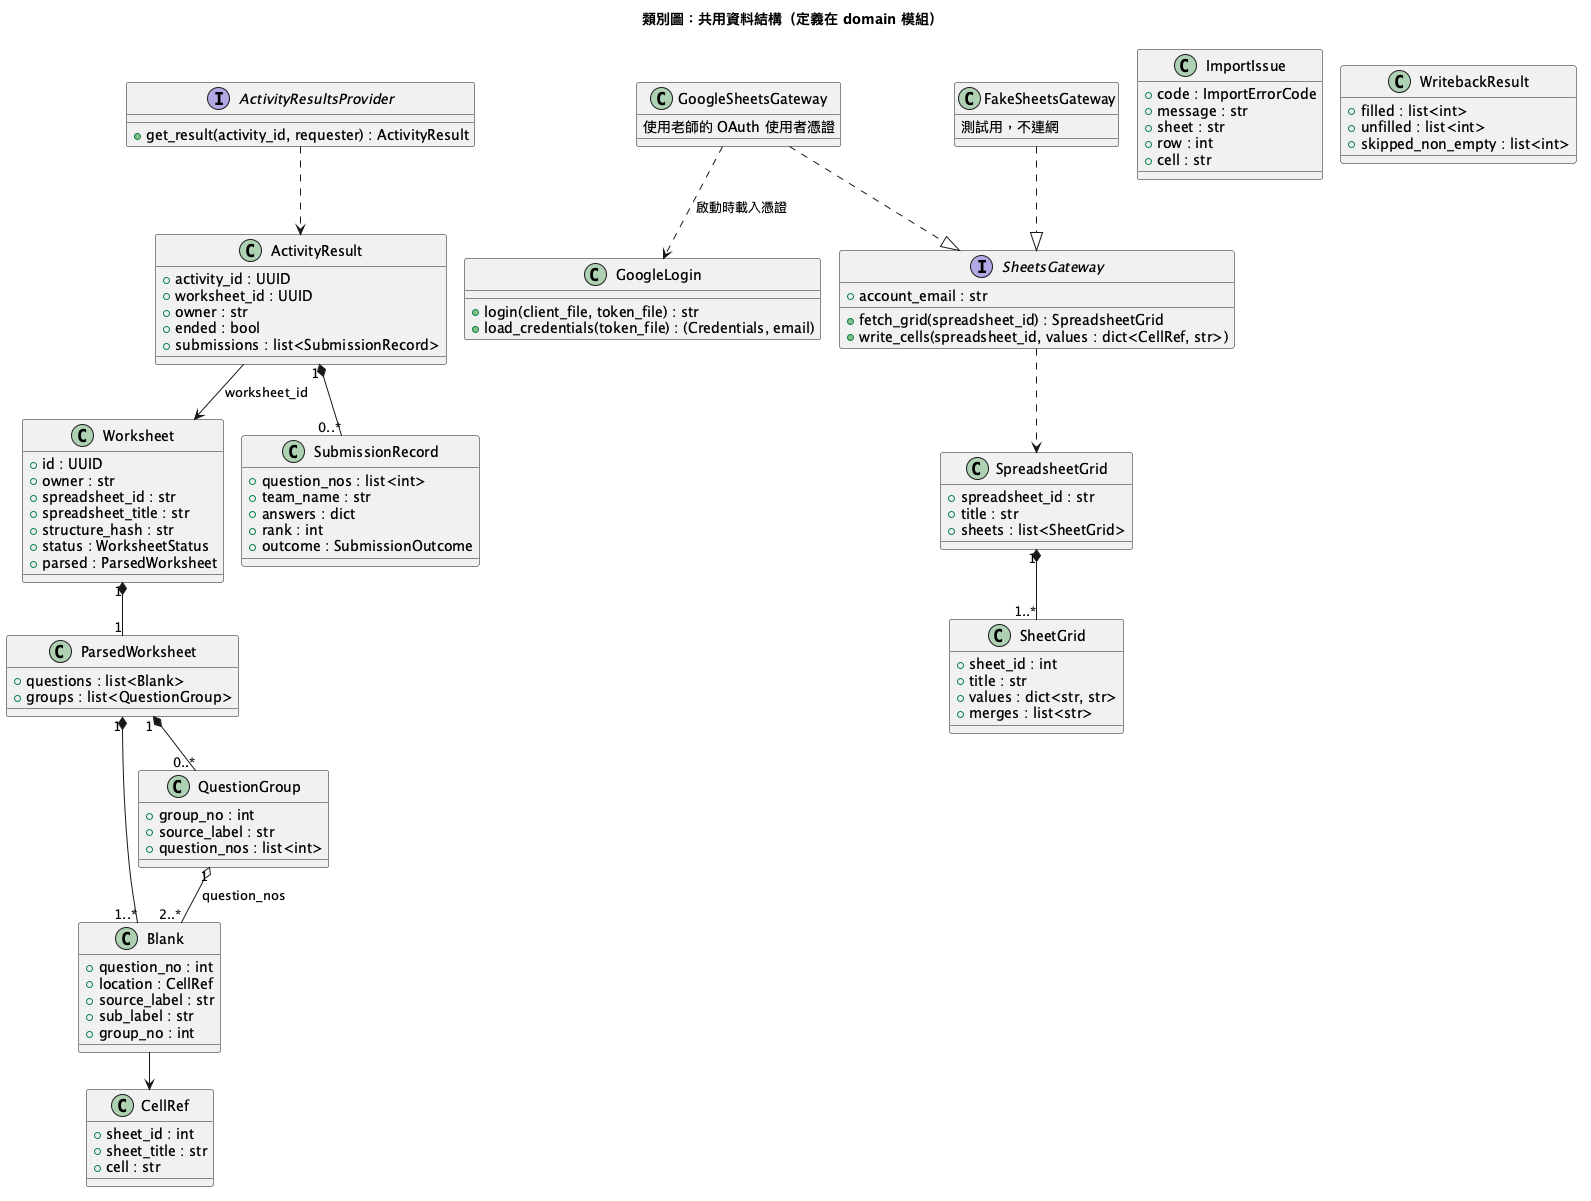 類別圖：共用資料結構（定義在 domain 模組）
I ActivityResultsProvider
get_result(activity_id, requester) : ActivityResult
C GoogleSheetsGateway
使用老師的 OAuth 使用者憑證
C FakeSheetsGateway
測試用，不連網
C ImportIssue
code : ImportErrorCode
message : str
sheet : str
row : int
cell : str
C WritebackResult
filled : list<int>
unfilled : list<int>
skipped_non_empty : list<int>
啟動時載入憑證
C ActivityResult
activity_id : UUID
worksheet_id : UUID
owner : str
ended : bool
submissions : list<SubmissionRecord>
C GoogleLogin
login(client_file, token_file) : str
load_credentials(token_file) : (Credentials, email)
I SheetsGateway
account_email : str
fetch_grid(spreadsheet_id) : SpreadsheetGrid
write_cells(spreadsheet_id, values : dict<CellRef, str>)
worksheet_id
1
0..*
C Worksheet
id : UUID
owner : str
spreadsheet_id : str
spreadsheet_title : str
structure_hash : str
status : WorksheetStatus
parsed : ParsedWorksheet
C SubmissionRecord
question_nos : list<int>
team_name : str
answers : dict
rank : int
outcome : SubmissionOutcome
C SpreadsheetGrid
spreadsheet_id : str
title : str
sheets : list<SheetGrid>
1
1..*
1
1
C ParsedWorksheet
questions : list<Blank>
groups : list<QuestionGroup>
C SheetGrid
sheet_id : int
title : str
values : dict<str, str>
merges : list<str>
1
1
0..*
C QuestionGroup
group_no : int
source_label : str
question_nos : list<int>
1
question_nos
1..*
2..*
C Blank
question_no : int
location : CellRef
source_label : str
sub_label : str
group_no : int
C CellRef
sheet_id : int
sheet_title : str
cell : str